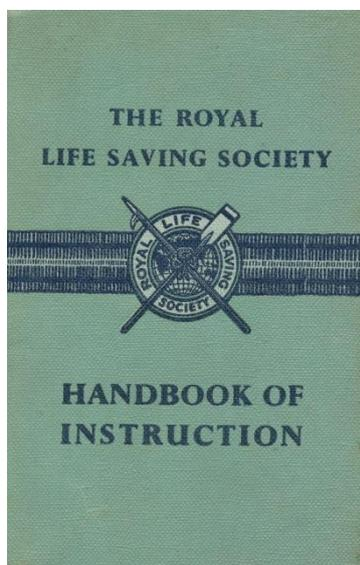 THE ROYAL
LIFE SAVING SOCIETY
ROYAL LIFE SAVING
SOCIETY
HANDBOOK OF
INSTRUCTION